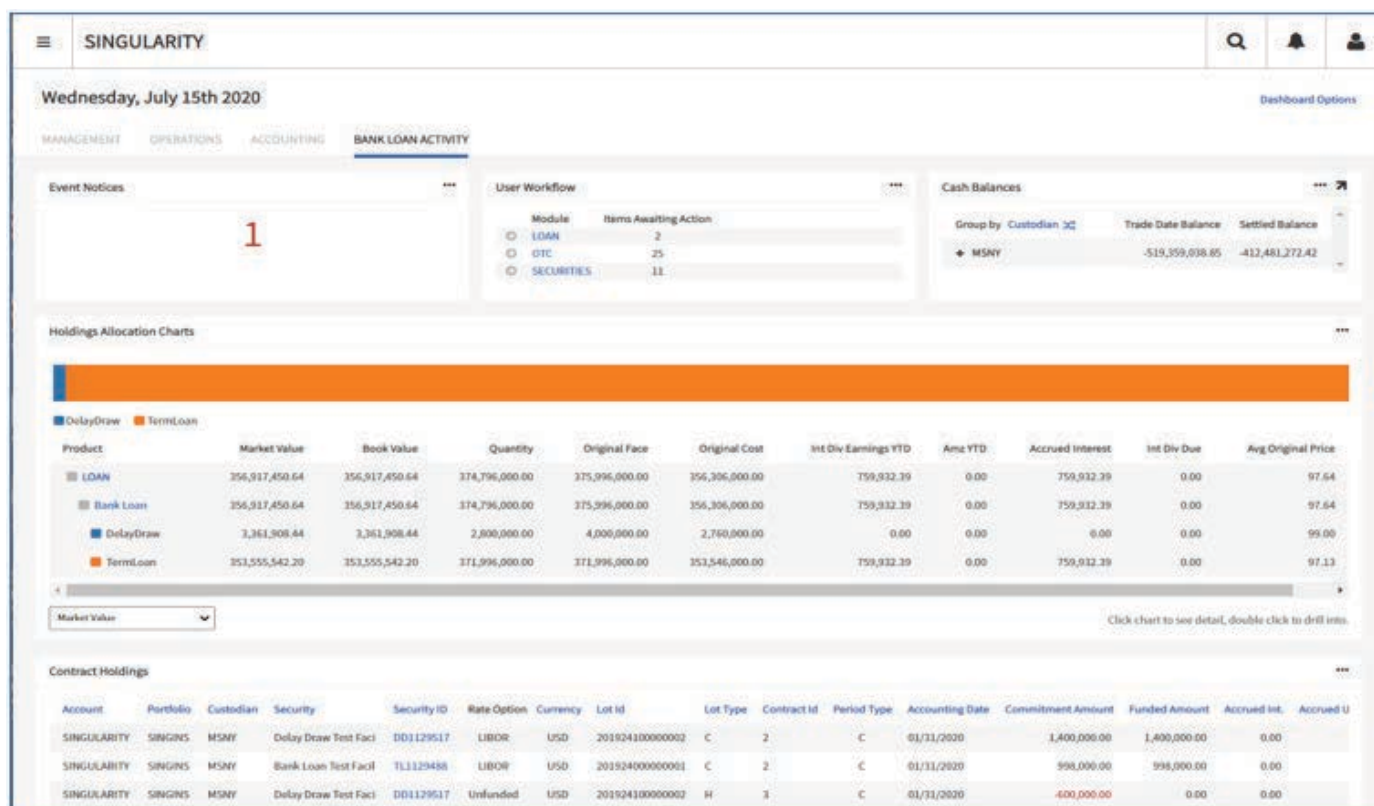 SINGULARITY
Wednesday, July 15th 2020
Dashboard Options
MANAGEMENT OPERATIONS ACCOUNTING BANK LOAN ACTIVITY
Event Notices
1
User Workflow
Module Items Awaiting Action
LOAN 2
OTC 25
SECURITIES 11
Cash Balances
Group by Custodian Trade Date Balance Settled Balance
MSNY -519,359,038.85 -412,481,272.42
Holdings Allocation Charts
DelayDraw TermLoan
Product Market Value Book Value Quantity Original Face Original Cost Int Div Earnings YTD Amz YTD Accrued Interest Int Div Due Avg Original Price
LOAN 356,917,450.64 356,917,450.64 374,796,000.00 375,996,000.00 356,306,000.00 759,932.39 0.00 759,932.39 0.00 97.64
Bank Loan 356,917,450.64 356,917,450.64 374,796,000.00 375,996,000.00 356,306,000.00 759,932.39 0.00 759,932.39 0.00 97.64
DelayDraw 3,361,908.44 3,361,908.44 2,800,000.00 4,000,000.00 2,760,000.00 0.00 0.00 0.00 0.00 99.00
TermLoan 353,555,542.20 353,555,542.20 371,996,000.00 371,996,000.00 353,546,000.00 759,932.39 0.00 759,932.39 0.00 97.13
Market Value
Click chart to see detail, double click to drill into.
Contract Holdings
Account Portfolio Custodian Security Security ID Rate Option Currency Lot Id Lot Type Contract Id Period Type Accounting Date Commitment Amount Funded Amount Accrued Int. Accrued U
SINGULARITY SINGINS MSNY Delay Draw Test Faci DD1129517 LIBOR USD 201924100000002 C 2 C 01/31/2020 1,400,000.00 1,400,000.00 0.00
SINGULARITY SINGINS MSNY Bank Loan Test Facil TL1129488 LIBOR USD 201924000000001 C 2 C 01/31/2020 998,000.00 998,000.00 0.00
SINGULARITY SINGINS MSNY Delay Draw Test Faci DD1129517 Unfunded USD 201924100000002 H 3 C 01/31/2020 -600,000.00 0.00 0.00